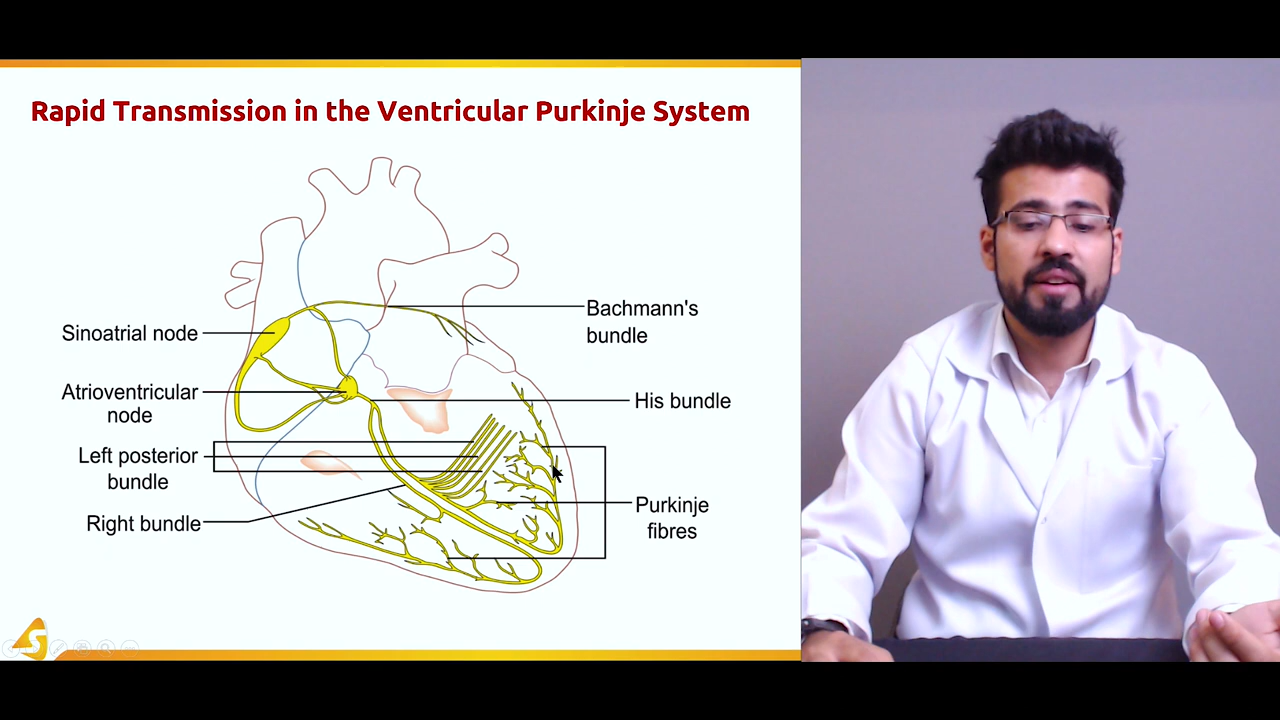 Rapid Transmission in the Ventricular Purkinje System
Sinoatrial node
Atrioventricular
node
Left posterior
bundle
Right bundle
Bachmann's
bundle
His bundle
Purkinje
fibres
S